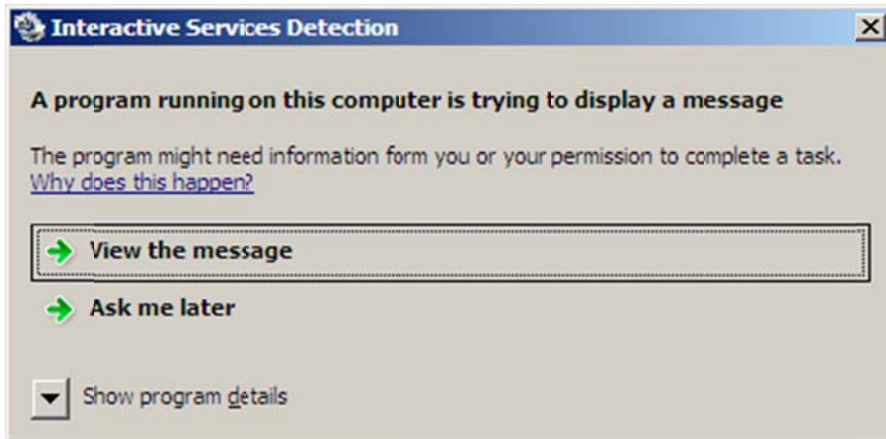 Interactive Services Detection
A program running on this computer is trying to display a message
The program might need information form you or your permission to complete a task.
Why does this happen?
View the message
Ask me later
Show program details